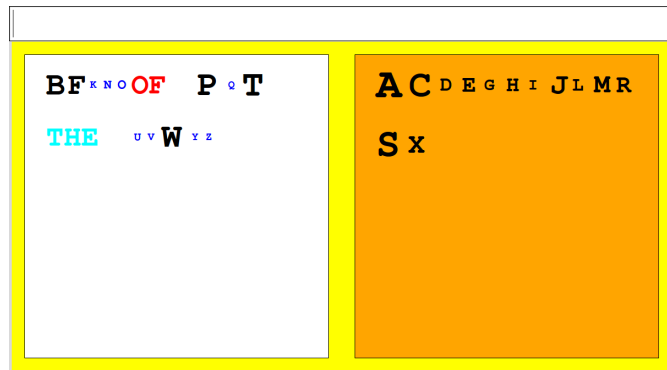 BF K N O OF P Q T
THE U V W Y Z
A C D E G H I J L M R
S X